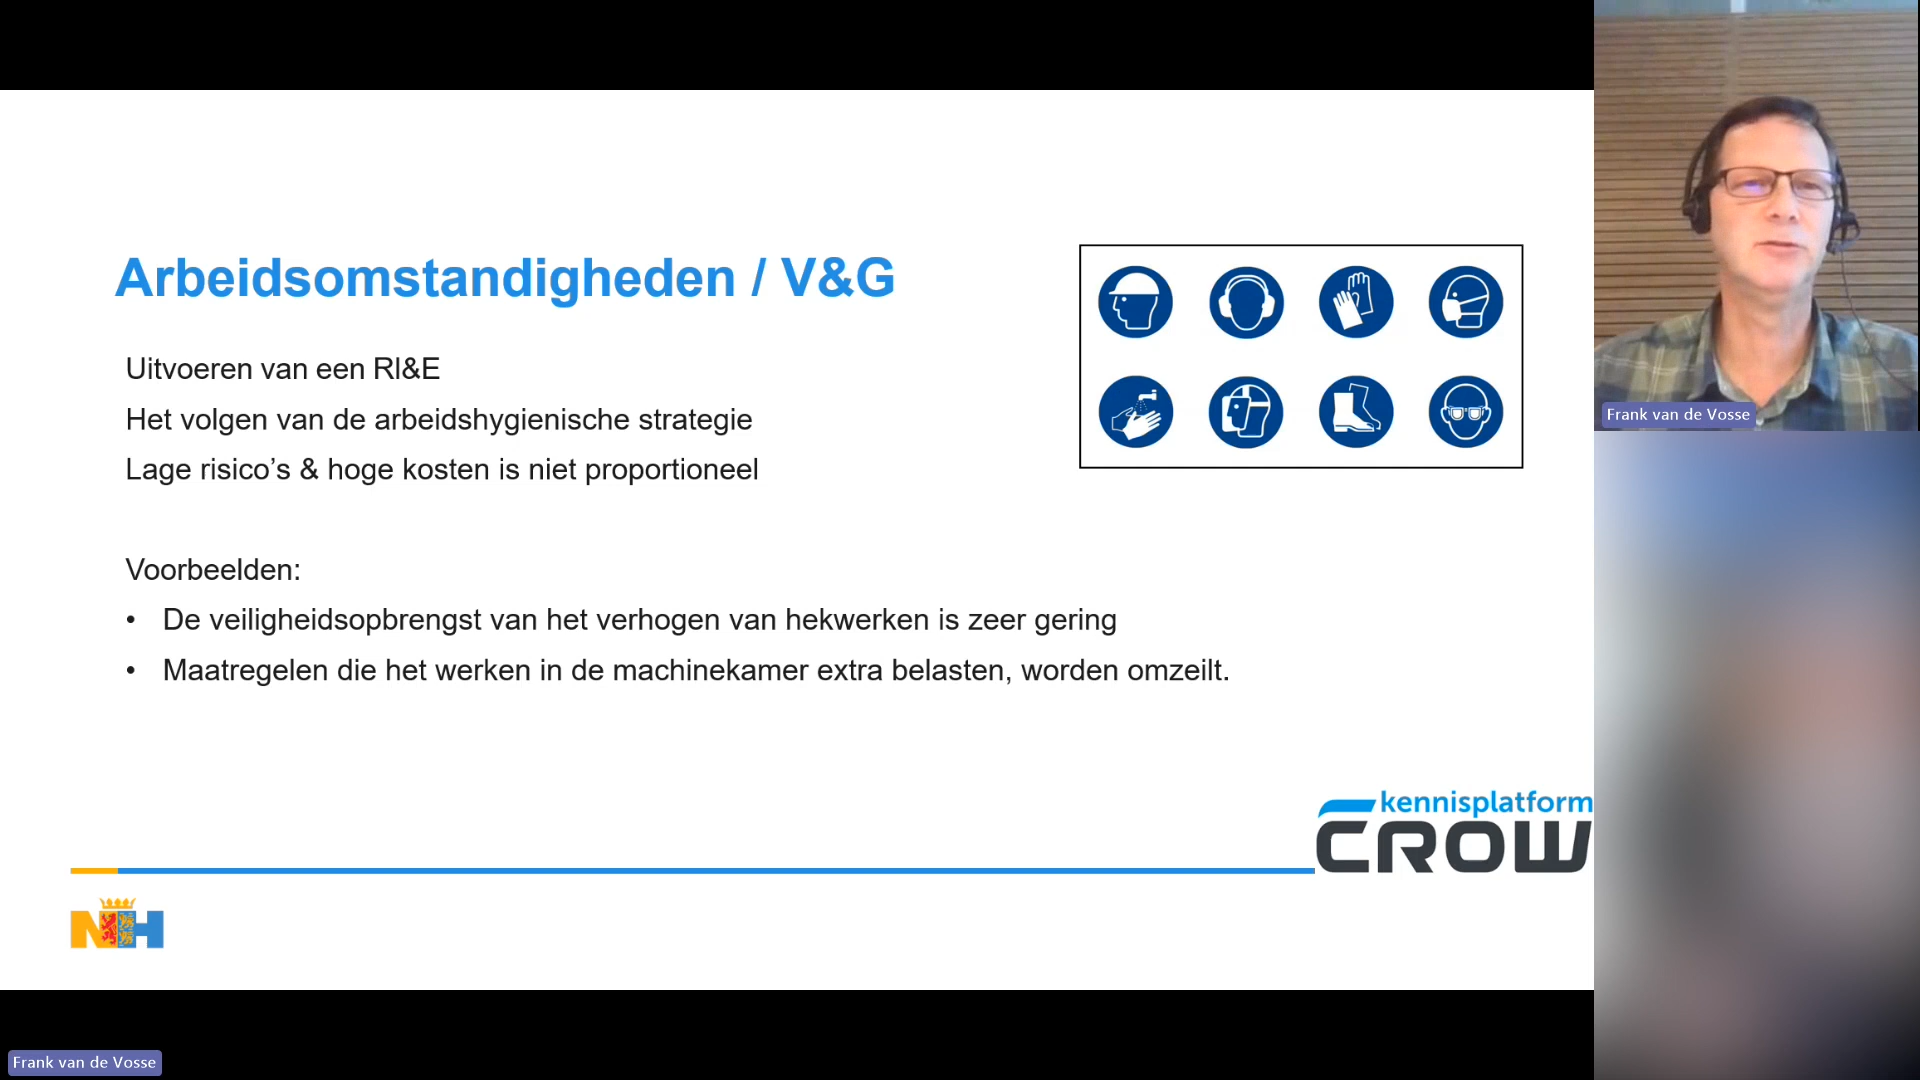 Arbeidsomstandigheden / V&G
Uitvoeren van een RI&E
Het volgen van de arbeidshygienische strategie
Lage risico’s & hoge kosten is niet proportioneel
Voorbeelden:
• De veiligheidsopbrengst van het verhogen van hekwerken is zeer gering
• Maatregelen die het werken in de machinekamer extra belasten, worden omzeilt.
kennisplatform
CROW
NH
Frank van de Vosse
Frank van de Vosse